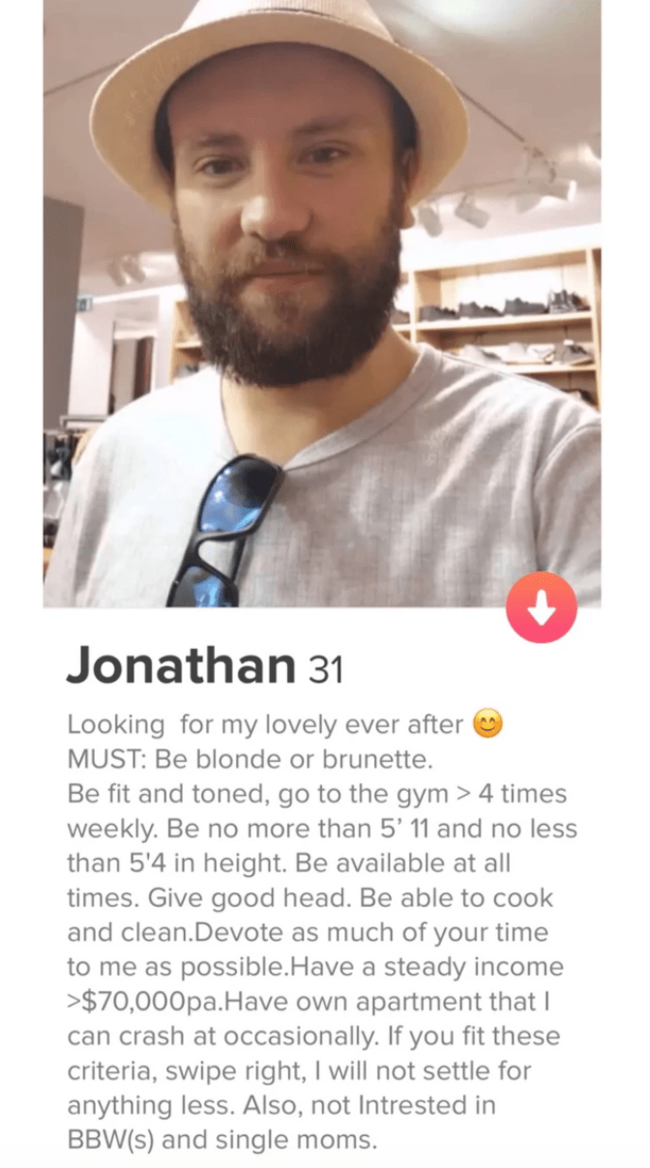 Jonathan 31
Looking  for my lovely ever after 😊
MUST: Be blonde or brunette.
Be fit and toned, go to the gym > 4 times
weekly. Be no more than 5’ 11 and no less
than 5'4 in height. Be available at all
times. Give good head. Be able to cook
and clean.Devote as much of your time
to me as possible.Have a steady income
>$70,000pa.Have own apartment that I
can crash at occasionally. If you fit these
criteria, swipe right, I will not settle for
anything less. Also, not Intrested in
BBW(s) and single moms.